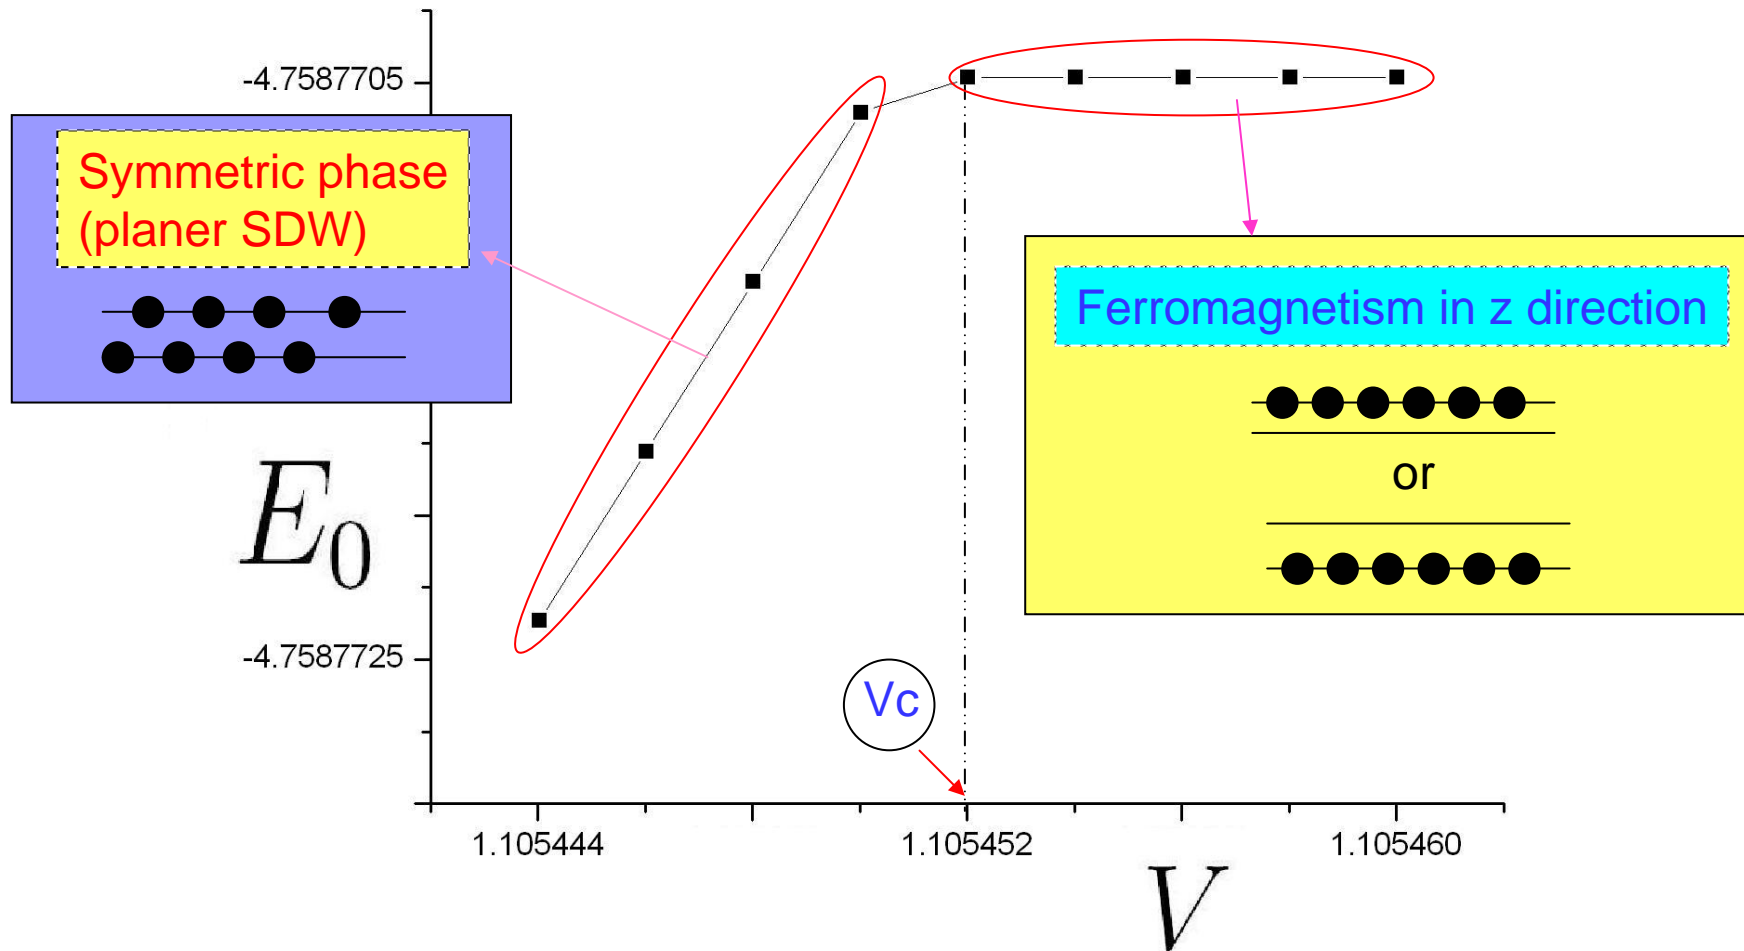 -4.7587705
Symmetric phase
(planer SDW)
Ferromagnetism in z direction
or
E0
-4.7587725
Vc
1.105444
1.105452
1.105460
V